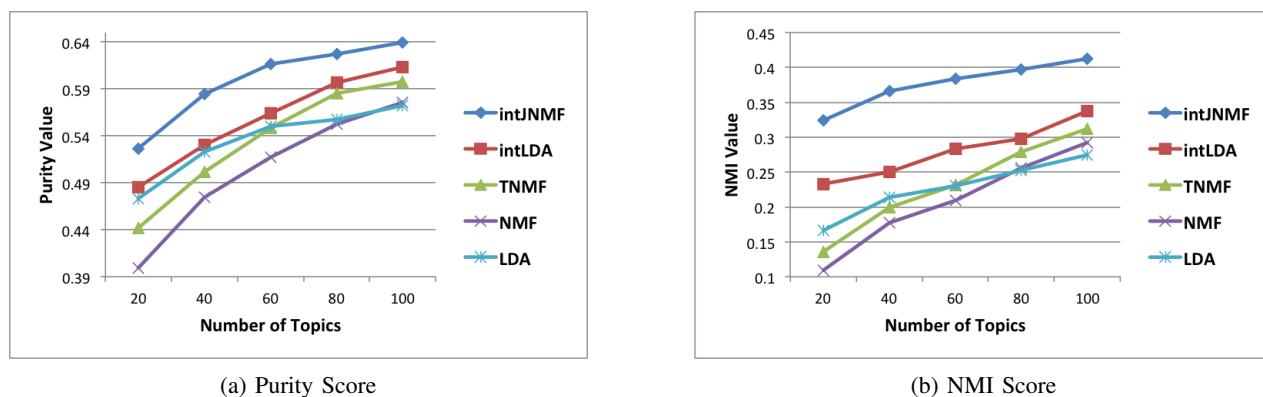 0.64
0.59
0.54
0.49
0.44
0.39
Purity Value
20 40 60 80 100
Number of Topics
intJNMF
intLDA
TNMF
NMF
LDA
(a) Purity Score
0.45
0.4
0.35
0.3
0.25
0.2
0.15
0.1
NMI Value
20 40 60 80 100
Number of Topics
intJNMF
intLDA
TNMF
NMF
LDA
(b) NMI Score